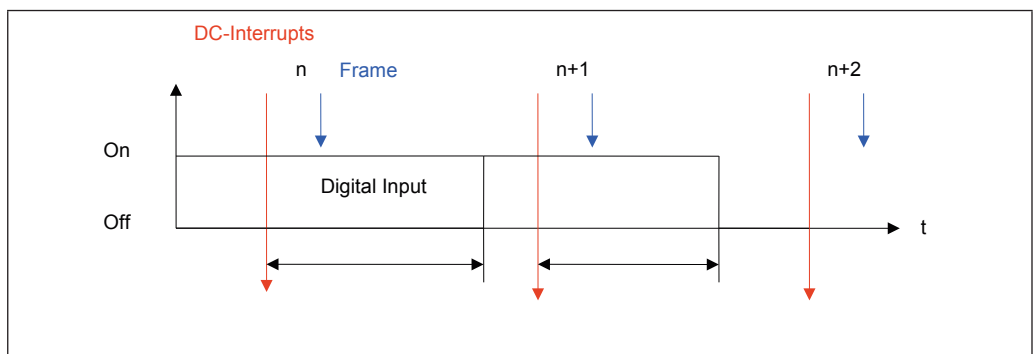 DC-Interrupts
n Frame n+1 n+2
On
Digital Input
Off
t